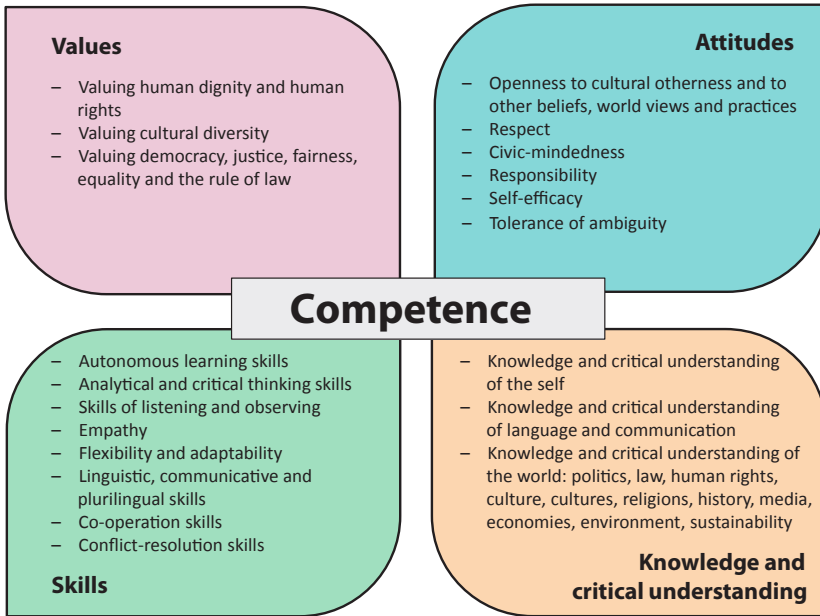 Values
– Valuing human dignity and human
rights
– Valuing cultural diversity
– Valuing democracy, justice, fairness,
equality and the rule of law
Attitudes
– Openness to cultural otherness and to
other beliefs, world views and practices
– Respect
– Civic-mindedness
– Responsibility
– Self-efficacy
– Tolerance of ambiguity
Competence
– Autonomous learning skills
– Analytical and critical thinking skills
– Skills of listening and observing
– Empathy
– Flexibility and adaptability
– Linguistic, communicative and
plurilingual skills
– Co-operation skills
– Conflict-resolution skills
Skills
– Knowledge and critical understanding
of the self
– Knowledge and critical understanding
of language and communication
– Knowledge and critical understanding of
the world: politics, law, human rights,
culture, cultures, religions, history, media,
economies, environment, sustainability
Knowledge and
critical understanding